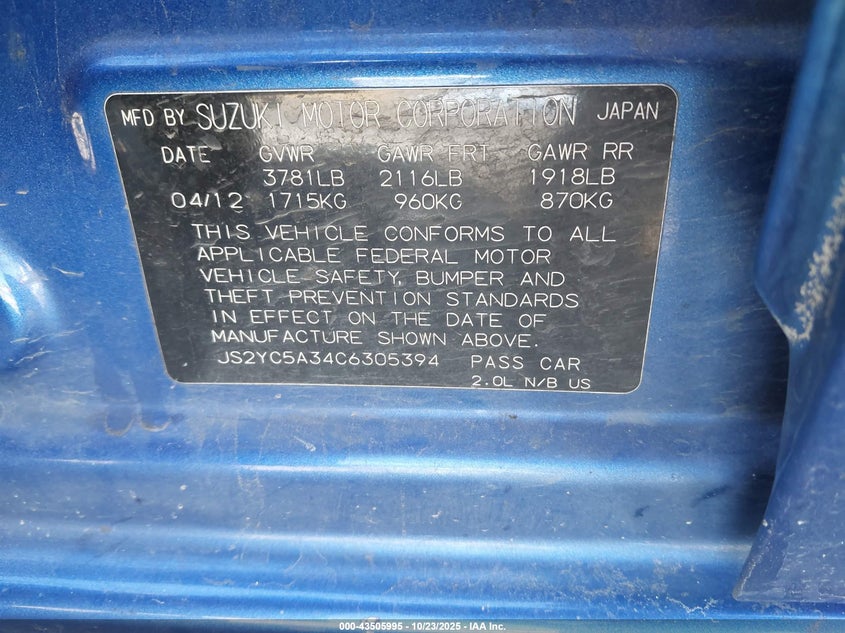 MFD BY SUZUKI MOTOR CORPORATION JAPAN
DATE GVWR GAWR FRT GAWR RR
3781LB 2116LB 1918LB
04/12 1715KG 960KG 870KG
THIS VEHICLE CONFORMS TO ALL
APPLICABLE FEDERAL MOTOR
VEHICLE SAFETY, BUMPER AND
THEFT PREVENTION STANDARDS
IN EFFECT ON THE DATE OF
MANUFACTURE SHOWN ABOVE.
JS2YC5A34C6305394 PASS CAR
2.0L N/B US
000-43505995 - 10/23/2025 - IAA Inc.